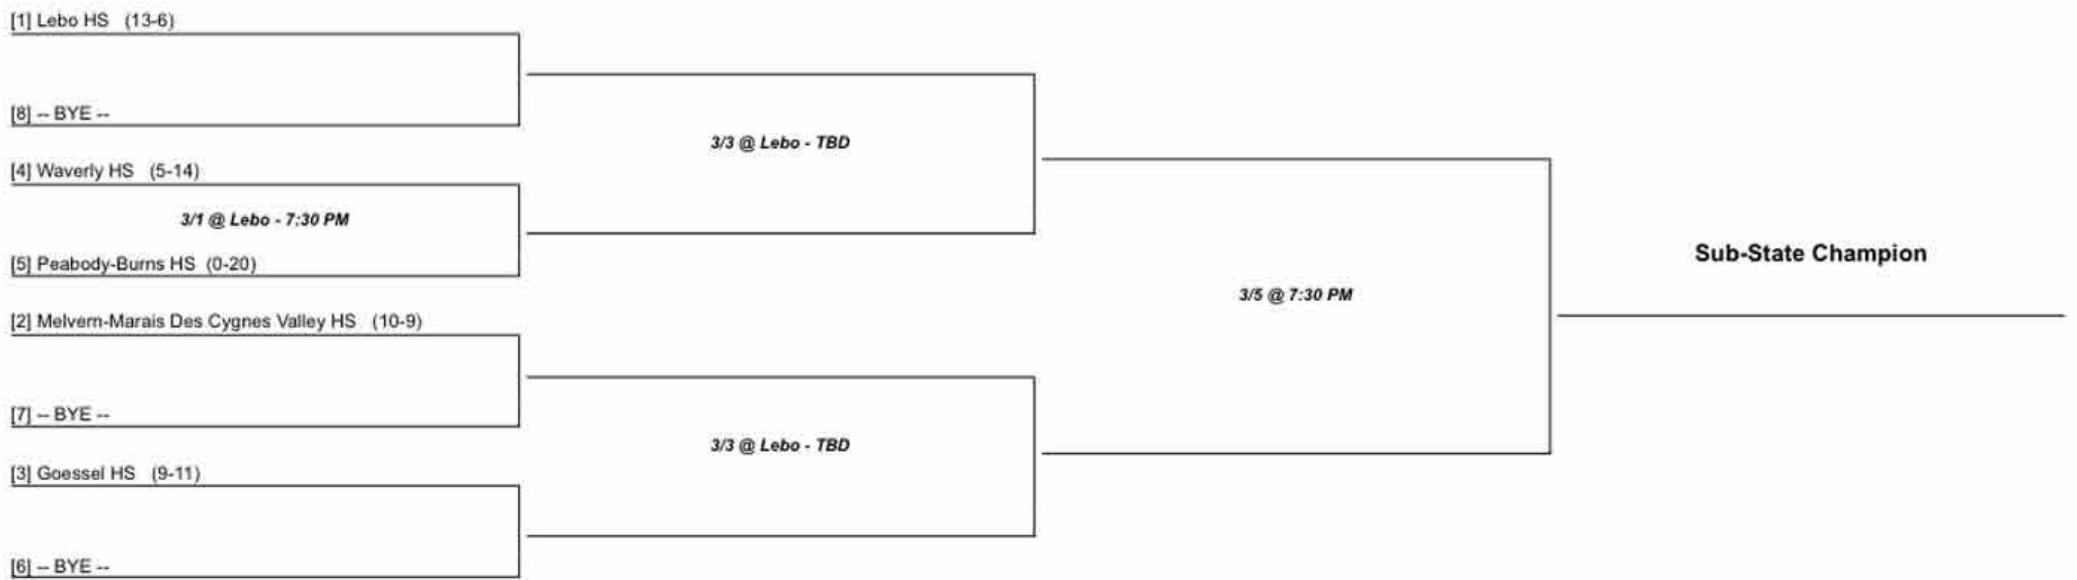 [1] Lebo HS (13-6)
[8] -- BYE --
3/3 @ Lebo - TBD
[4] Waverly HS (5-14)
3/1 @ Lebo - 7:30 PM
[5] Peabody-Burns HS (0-20)
Sub-State Champion
3/5 @ 7:30 PM
[2] Melvern-Marais Des Cygnes Valley HS (10-9)
[7] -- BYE --
3/3 @ Lebo - TBD
[3] Goessel HS (9-11)
[6] -- BYE --